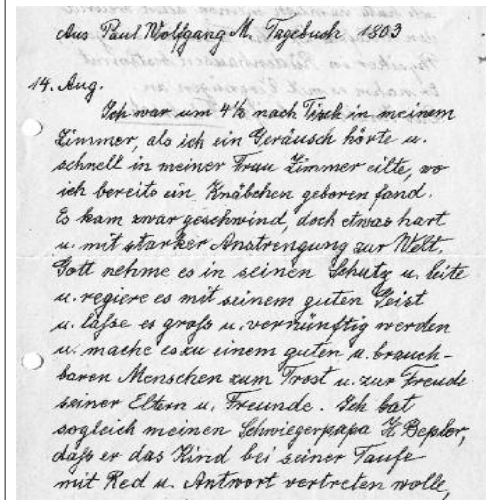 Aus Paul Wolfgang M. Tagebuch 1803
14. Aug.
Ich war um 4½ nach Tisch in meinem
Zimmer, als ich ein Geräusch hörte u.
schnell in meiner Frau Zimmer eilte, wo
ich bereits ein Knäbchen geboren fand.
Es kam zwar geschwind, doch etwas hart
u. mit starker Anstrengung zur Welt,
Gott nehme es in seinen Schutz u. leite
u. regiere es mit seinem guten Geist
u. lasse es groß u. vernünftig werden
u. mache es zu einem guten u. brauch-
baren Menschen zum Trost u. zur Freude
seiner Eltern u. Freunde. Ich bat
sogleich meinen Schwiegerpapa H.
daß er das Kind bei seiner Taufe
mit Red u. Antwort vertreten wolle,